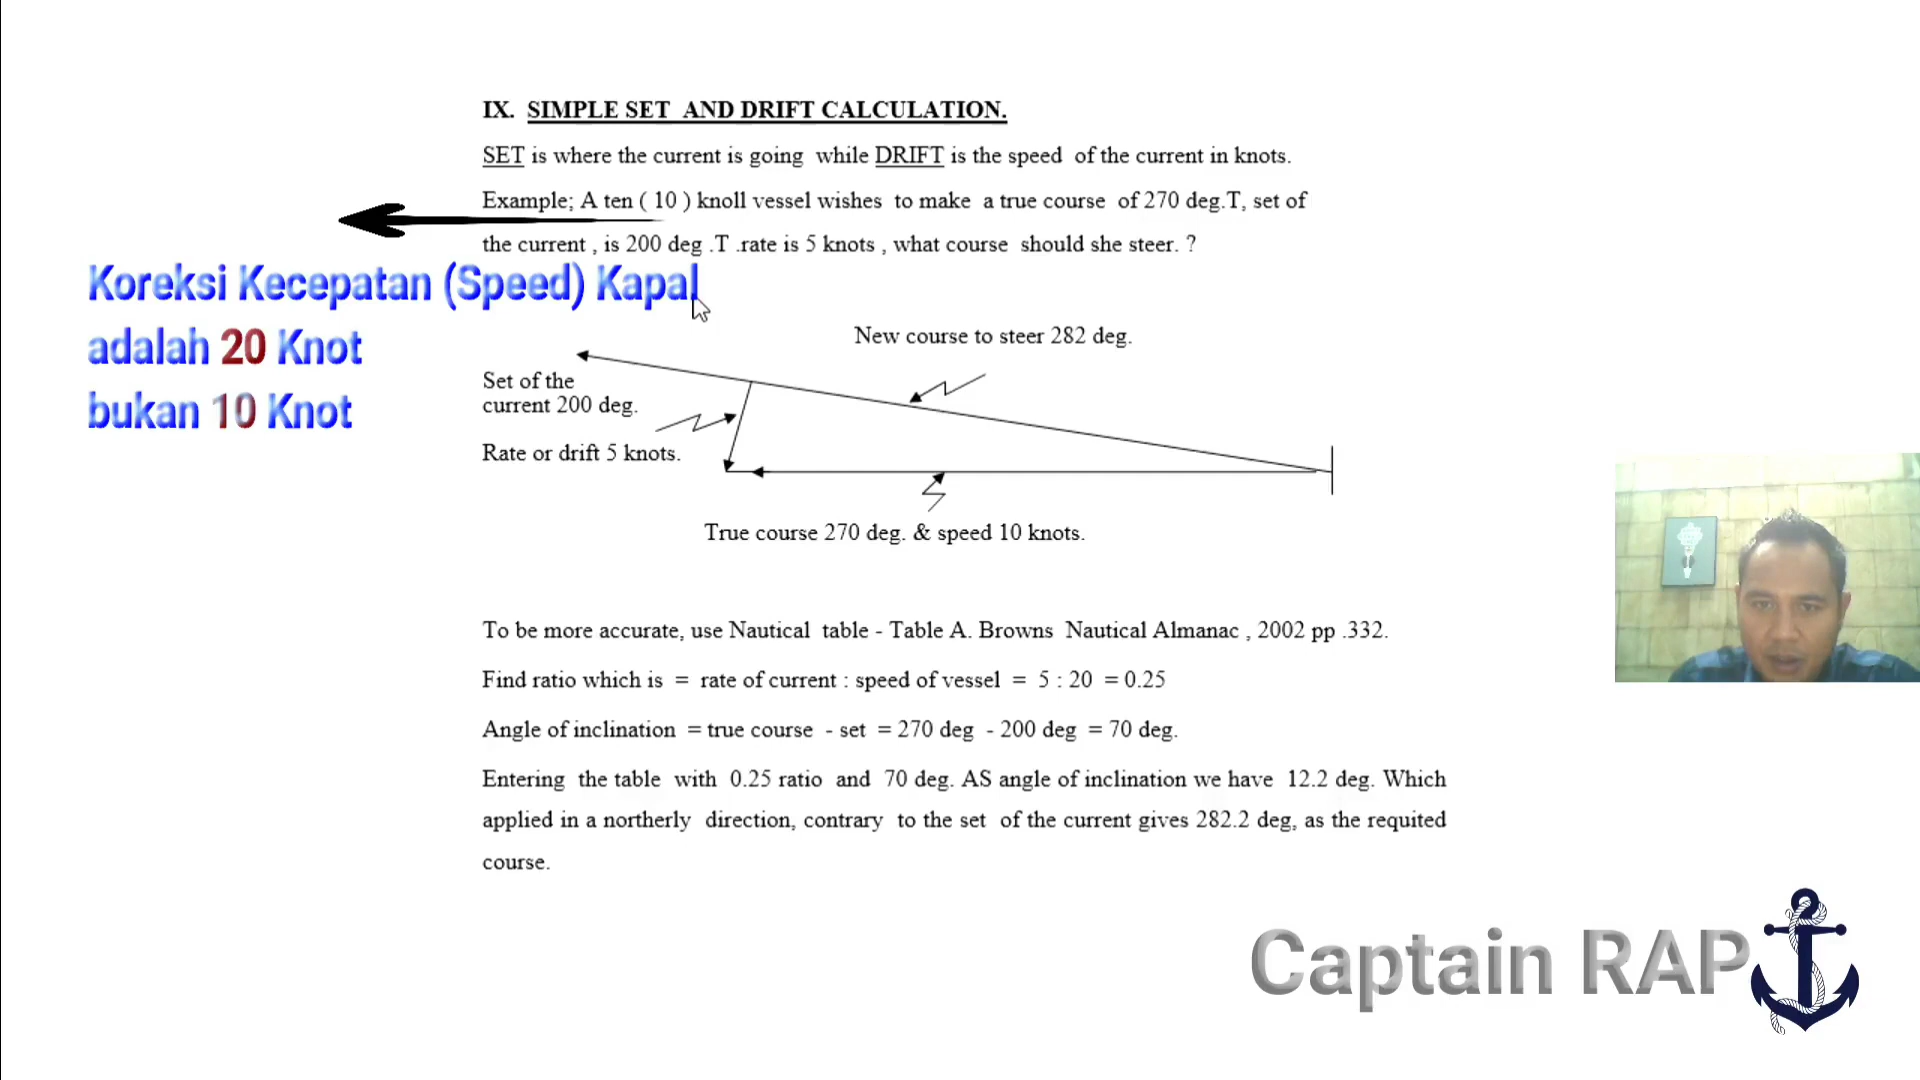 IX. SIMPLE SET AND DRIFT CALCULATION.
SET is where the current is going while DRIFT is the speed of the current in knots.
Example; A ten ( 10 ) knoll vessel wishes to make a true course of 270 deg.T, set of
the current , is 200 deg .T .rate is 5 knots , what course should she steer. ?
Koreksi Kecepatan (Speed) Kapal
adalah 20 Knot
bukan 10 Knot
New course to steer 282 deg.
Set of the
current 200 deg.
Rate or drift 5 knots.
True course 270 deg. & speed 10 knots.
To be more accurate, use Nautical table - Table A. Browns Nautical Almanac , 2002 pp .332.
Find ratio which is = rate of current : speed of vessel = 5 : 20 = 0.25
Angle of inclination = true course - set = 270 deg - 200 deg = 70 deg.
Entering the table with 0.25 ratio and 70 deg. AS angle of inclination we have 12.2 deg. Which
applied in a northerly direction, contrary to the set of the current gives 282.2 deg, as the requited
course.
Captain RAP